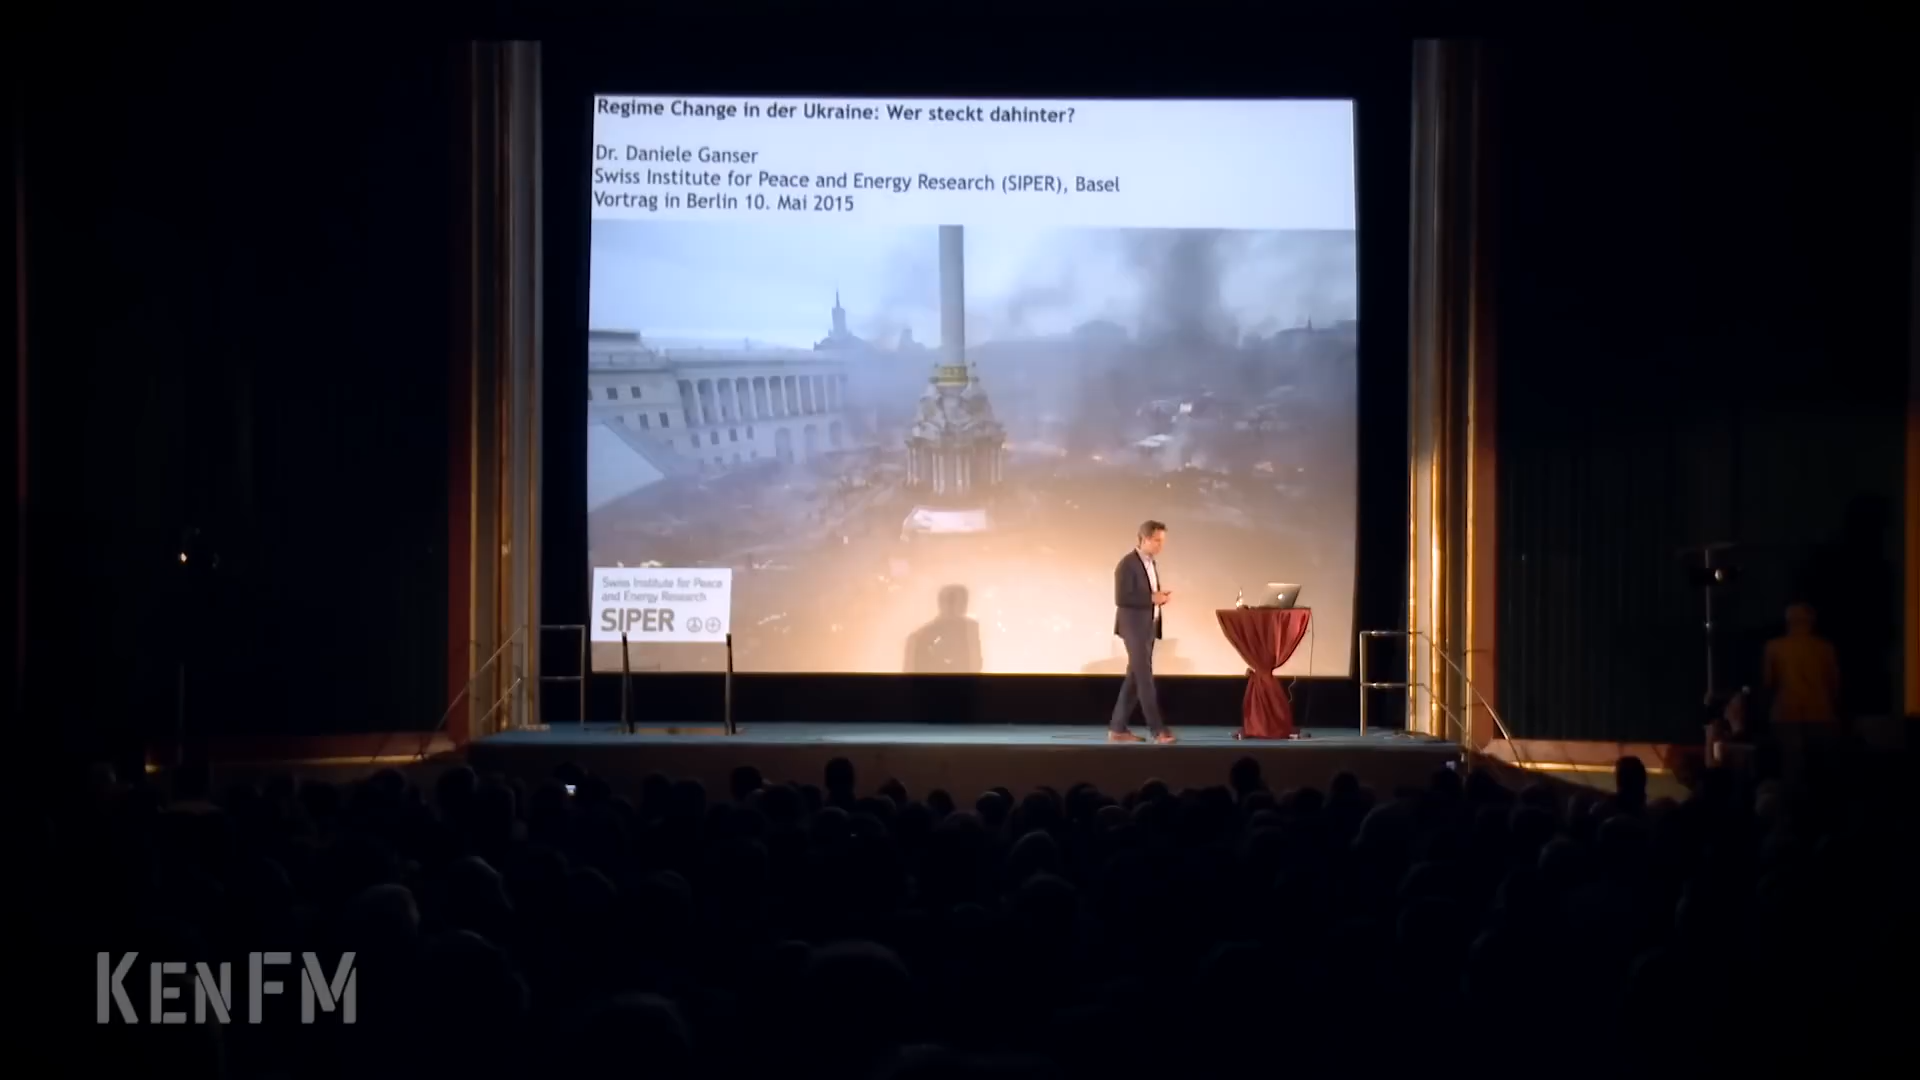 Regime Change in der Ukraine: Wer steckt dahinter?
Dr. Daniele Ganser
Swiss Institute for Peace and Energy Research (SIPER), Basel
Vortrag in Berlin 10. Mai 2015
Swiss Institute for Peace
and Energy Research
SIPER
KENFM